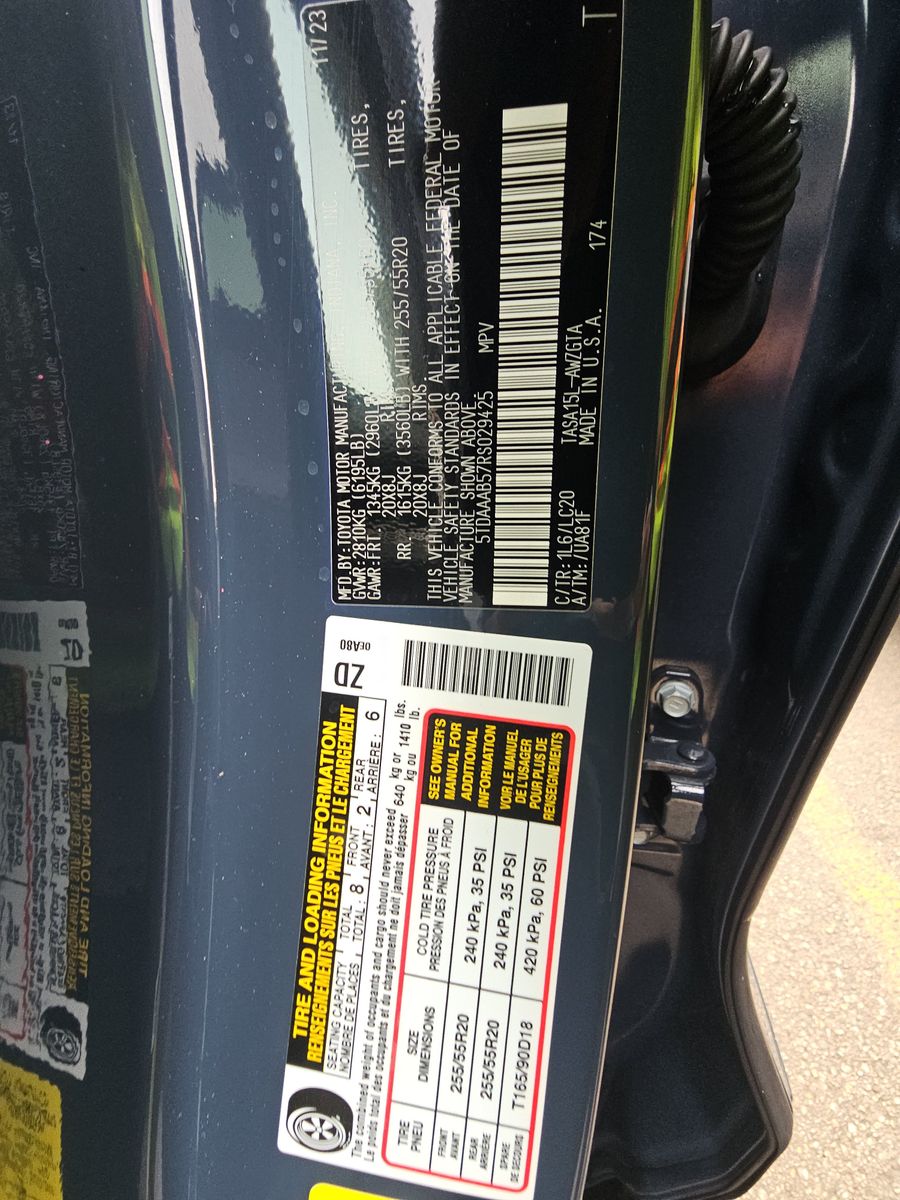 MFD.BY:TOYOTA MOTOR MANUFACTURING INDIANA, INC. 11/23
GVWR:2810KG (6195LB)
GAWR:FRT. 1345KG (2960LB) TIRES,
20X8J RIMS
RR. 1615KG (3560LB) WITH 255/55R20 TIRES,
20X8J RIMS
THIS VEHICLE CONFORMS TO ALL APPLICABLE FEDERAL MOTOR
VEHICLE SAFETY STANDARDS IN EFFECT ON THE DATE OF
MANUFACTURE SHOWN ABOVE.
5TDAAAB57RS029425 MPV
C/TR:1L6/LC20 TASA15L-AWZGTA 174 T
A/TM:/UA81F MADE IN U.S.A.
TIRE AND LOADING INFORMATION
RENSEIGNEMENTS SUR LES PNEUS ET LE CHARGEMENT
ZD
0EA80
SEATING CAPACITY TOTAL FRONT REAR
NOMBRE DE PLACES TOTAL: 8 AVANT: 2 ARRIÈRE: 6
The combined weight of occupants and cargo should never exceed 640 kg or 1410 lbs.
Le poids total des occupants et du chargement ne doit jamais dépasser kg ou lb.
TIRE SIZE COLD TIRE PRESSURE
PNEU DIMENSIONS PRESSION DES PNEUS À FROID
FRONT
AVANT 255/55R20 240 kPa, 35 PSI
REAR
ARRIÈRE 255/55R20 240 kPa, 35 PSI
SPARE
DE SECOURS T165/90D18 420 kPa, 60 PSI
SEE OWNER'S
MANUAL FOR
ADDITIONAL
INFORMATION
VOIR LE MANUEL
DE L'USAGER
POUR PLUS DE
RENSEIGNEMENTS